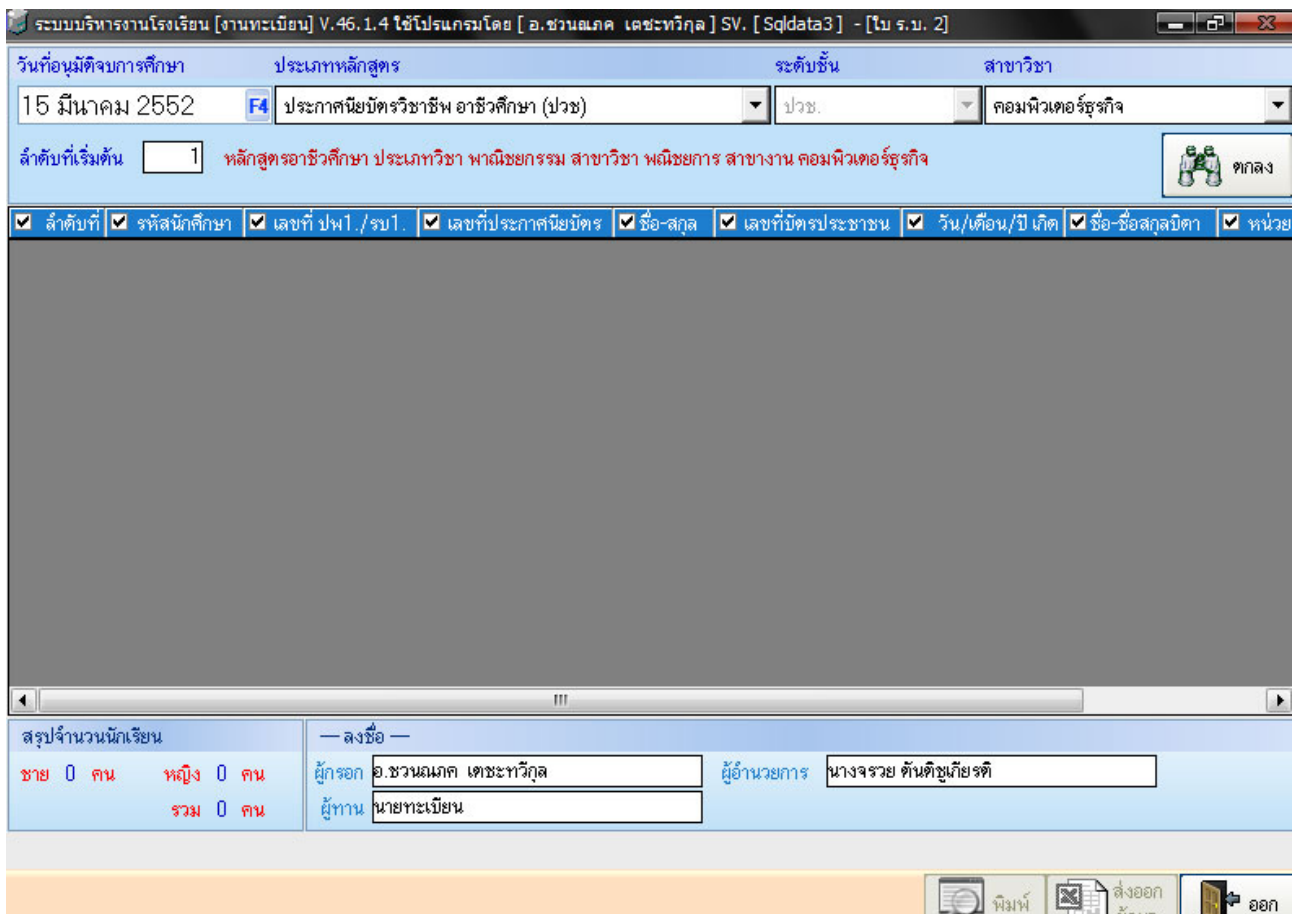 ระบบบริหารงานโรงเรียน [งานทะเบียน] V.46.1.4 ใช้โปรแกรมโดย [ อ.ชวนณภค เตชะทวีกุล ] SV. [ Sqldata3 ] - [ใบ ร.บ. 2]
วันที่อนุมัติจบการศึกษา ประเภทหลักสูตร ระดับชั้น สาขาวิชา
15 มีนาคม 2552 F4 ประกาศนียบัตรวิชาชีพ อาชีวศึกษา (ปวช) ปวช. คอมพิวเตอร์ธุรกิจ
ลำดับที่เริ่มต้น 1 หลักสูตรอาชีวศึกษา ประเภทวิชา พาณิชยกรรม สาขาวิชา พณิชยการ สาขางาน คอมพิวเตอร์ธุรกิจ ตกลง
ลำดับที่ รหัสนักศึกษา เลขที่ ปพ1./รบ1. เลขที่ประกาศนียบัตร ชื่อ-สกุล เลขที่บัตรประชาชน วัน/เดือน/ปี เกิด ชื่อ-ชื่อสกุลบิดา หน่วย
สรุปจำนวนนักเรียน — ลงชื่อ —
ชาย 0 คน หญิง 0 คน ผู้กรอก อ.ชวนณภค เตชะทวีกุล ผู้อำนวยการ นางจรวย ตันติชูเกียรติ
รวม 0 คน ผู้ทาน นายทะเบียน
พิมพ์ ส่งออก ออก